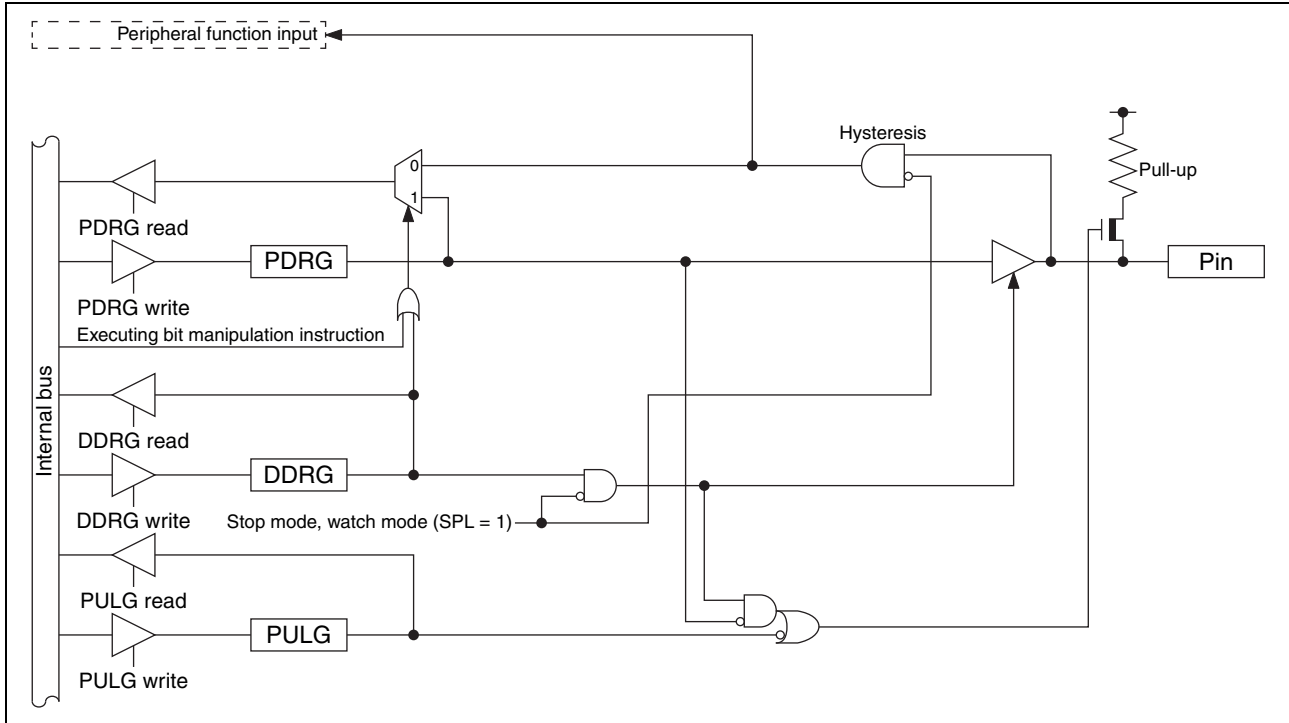 Peripheral function input
Hysteresis
0
Pull-up
1
PDRG read
PDRG
Pin
PDRG write
Executing bit manipulation instruction
Internal bus
DDRG read
DDRG
DDRG write
Stop mode, watch mode (SPL = 1)
PULG read
PULG
PULG write